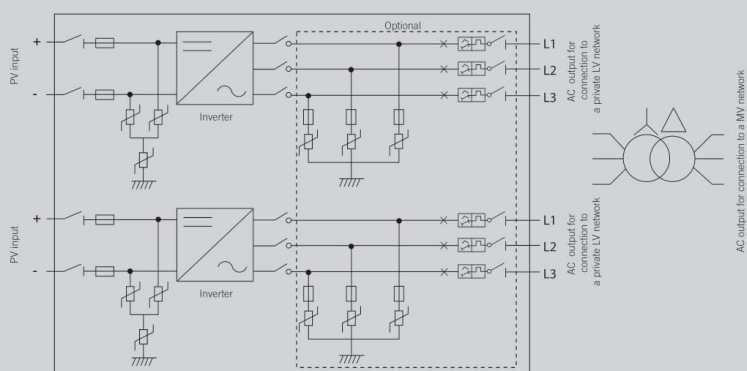 Optional
PV input
+
-
Inverter
L1
L2
L3
AC output for
connection to
a private LV network
PV input
+
-
Inverter
L1
L2
L3
AC output for
connection to
a private LV network
AC output for connection to a MV network